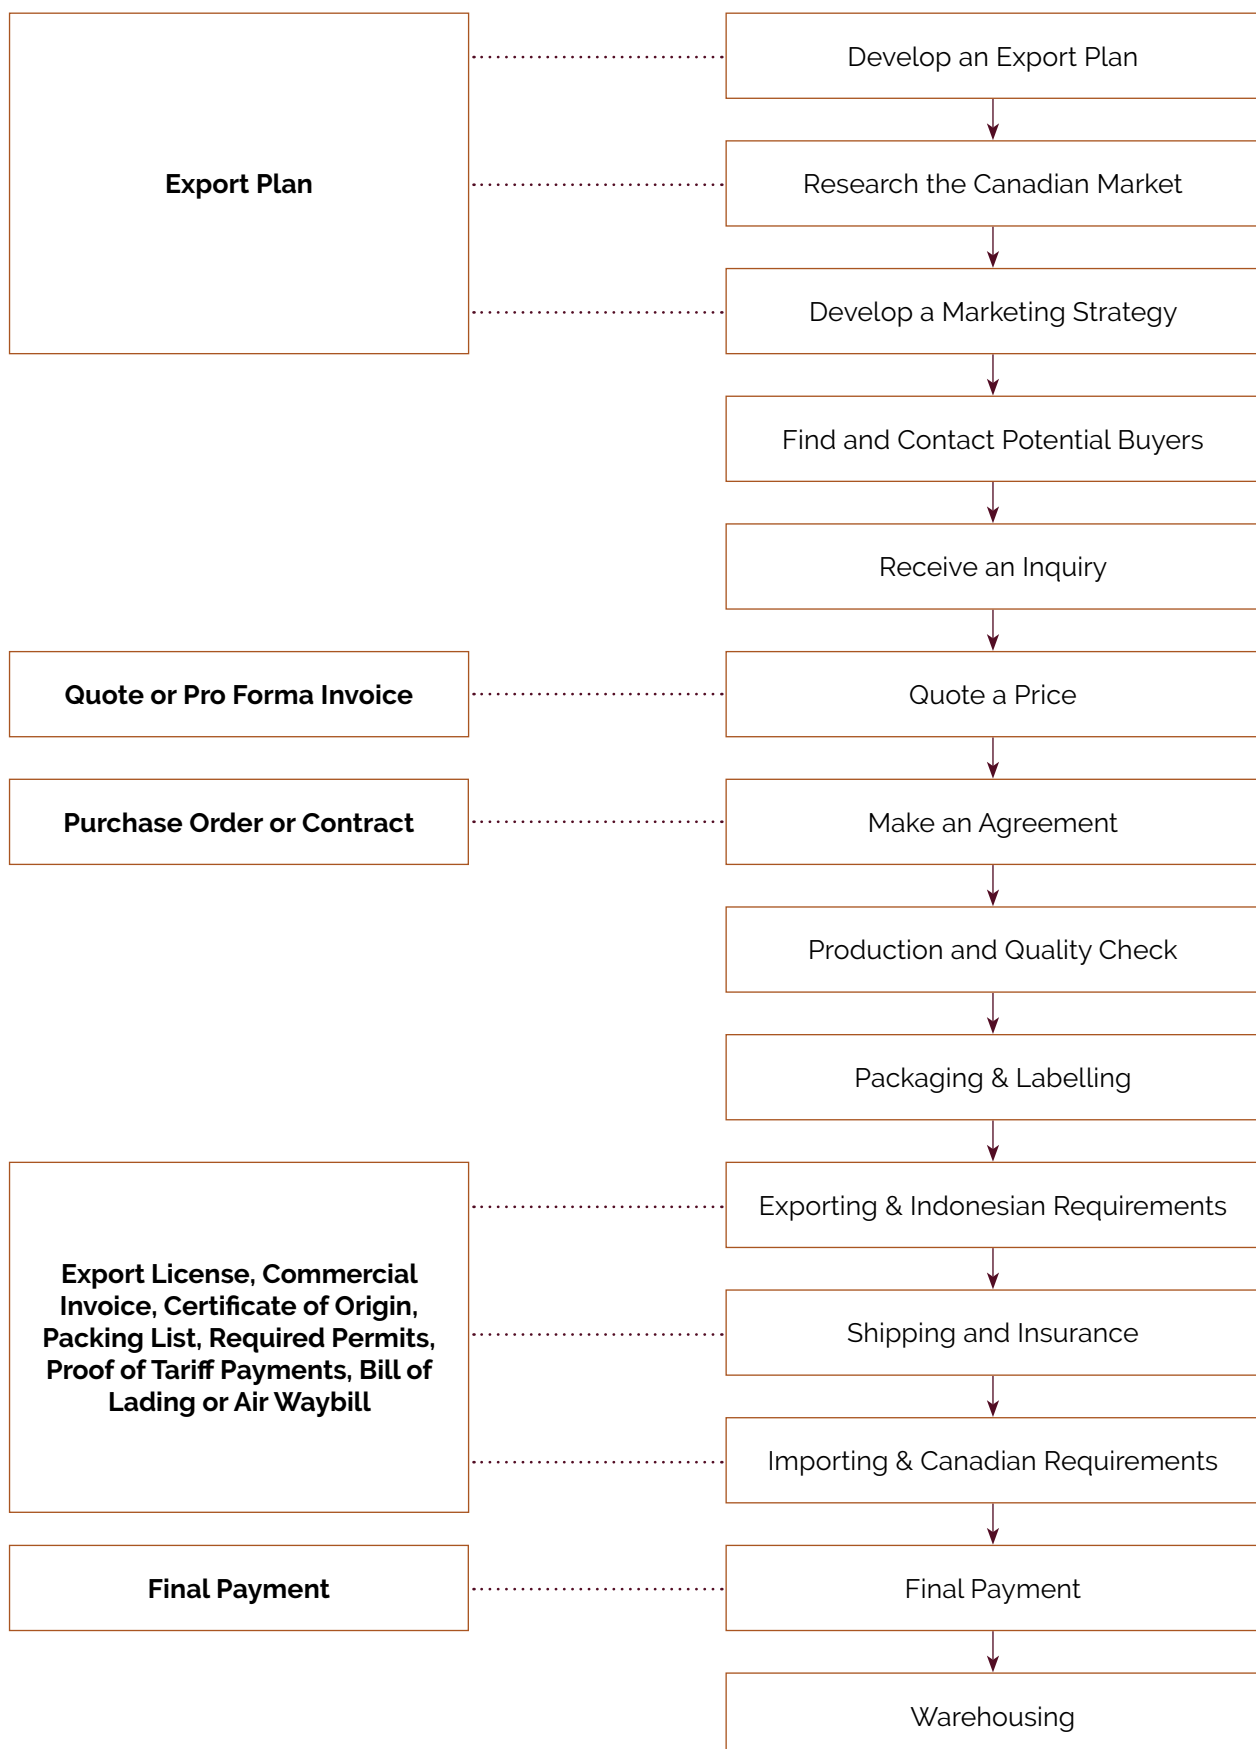 Develop an Export Plan
Export Plan
Research the Canadian Market
Develop a Marketing Strategy
Find and Contact Potential Buyers
Receive an Inquiry
Quote or Pro Forma Invoice
Quote a Price
Purchase Order or Contract
Make an Agreement
Production and Quality Check
Packaging & Labelling
Exporting & Indonesian Requirements
Export License, Commercial
Invoice, Certificate of Origin,
Packing List, Required Permits,
Proof of Tariff Payments, Bill of
Lading or Air Waybill
Shipping and Insurance
Importing & Canadian Requirements
Final Payment
Final Payment
Warehousing